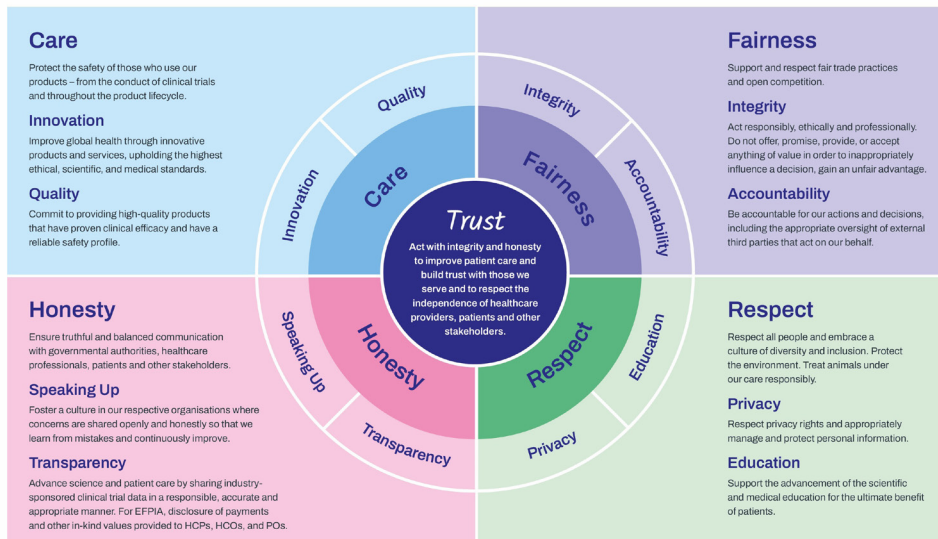 Care
Protect the safety of those who use our
products – from the conduct of clinical trials
and throughout the product lifecycle.
Innovation
Improve global health through innovative
products and services, upholding the highest
ethical, scientific, and medical standards.
Quality
Commit to providing high-quality products
that have proven clinical efficacy and have a
reliable safety profile.
Fairness
Support and respect fair trade practices
and open competition.
Integrity
Act responsibly, ethically and professionally.
Do not offer, promise, provide, or accept
anything of value in order to inappropriately
influence a decision, gain an unfair advantage.
Accountability
Be accountable for our actions and decisions,
including the appropriate oversight of external
third parties that act on our behalf.
Innovation
Quality
Integrity
Accountability
Care
Fairness
Trust
Act with integrity and honesty
to improve patient care and
build trust with those we
serve and to respect the
independence of healthcare
providers, patients and other
stakeholders.
Honesty
Respect
Speaking Up
Transparency
Privacy
Education
Honesty
Ensure truthful and balanced communication
with governmental authorities, healthcare
professionals, patients and other stakeholders.
Speaking Up
Foster a culture in our respective organisations where
concerns are shared openly and honestly so that we
learn from mistakes and continuously improve.
Transparency
Advance science and patient care by sharing industry-
sponsored clinical trial data in a responsible, accurate and
appropriate manner. For EFPIA, disclosure of payments
and other in-kind values provided to HCPs, HCOs, and POs.
Respect
Respect all people and embrace a
culture of diversity and inclusion. Protect
the environment. Treat animals under
our care responsibly.
Privacy
Respect privacy rights and appropriately
manage and protect personal information.
Education
Support the advancement of the scientific
and medical education for the ultimate benefit
of patients.